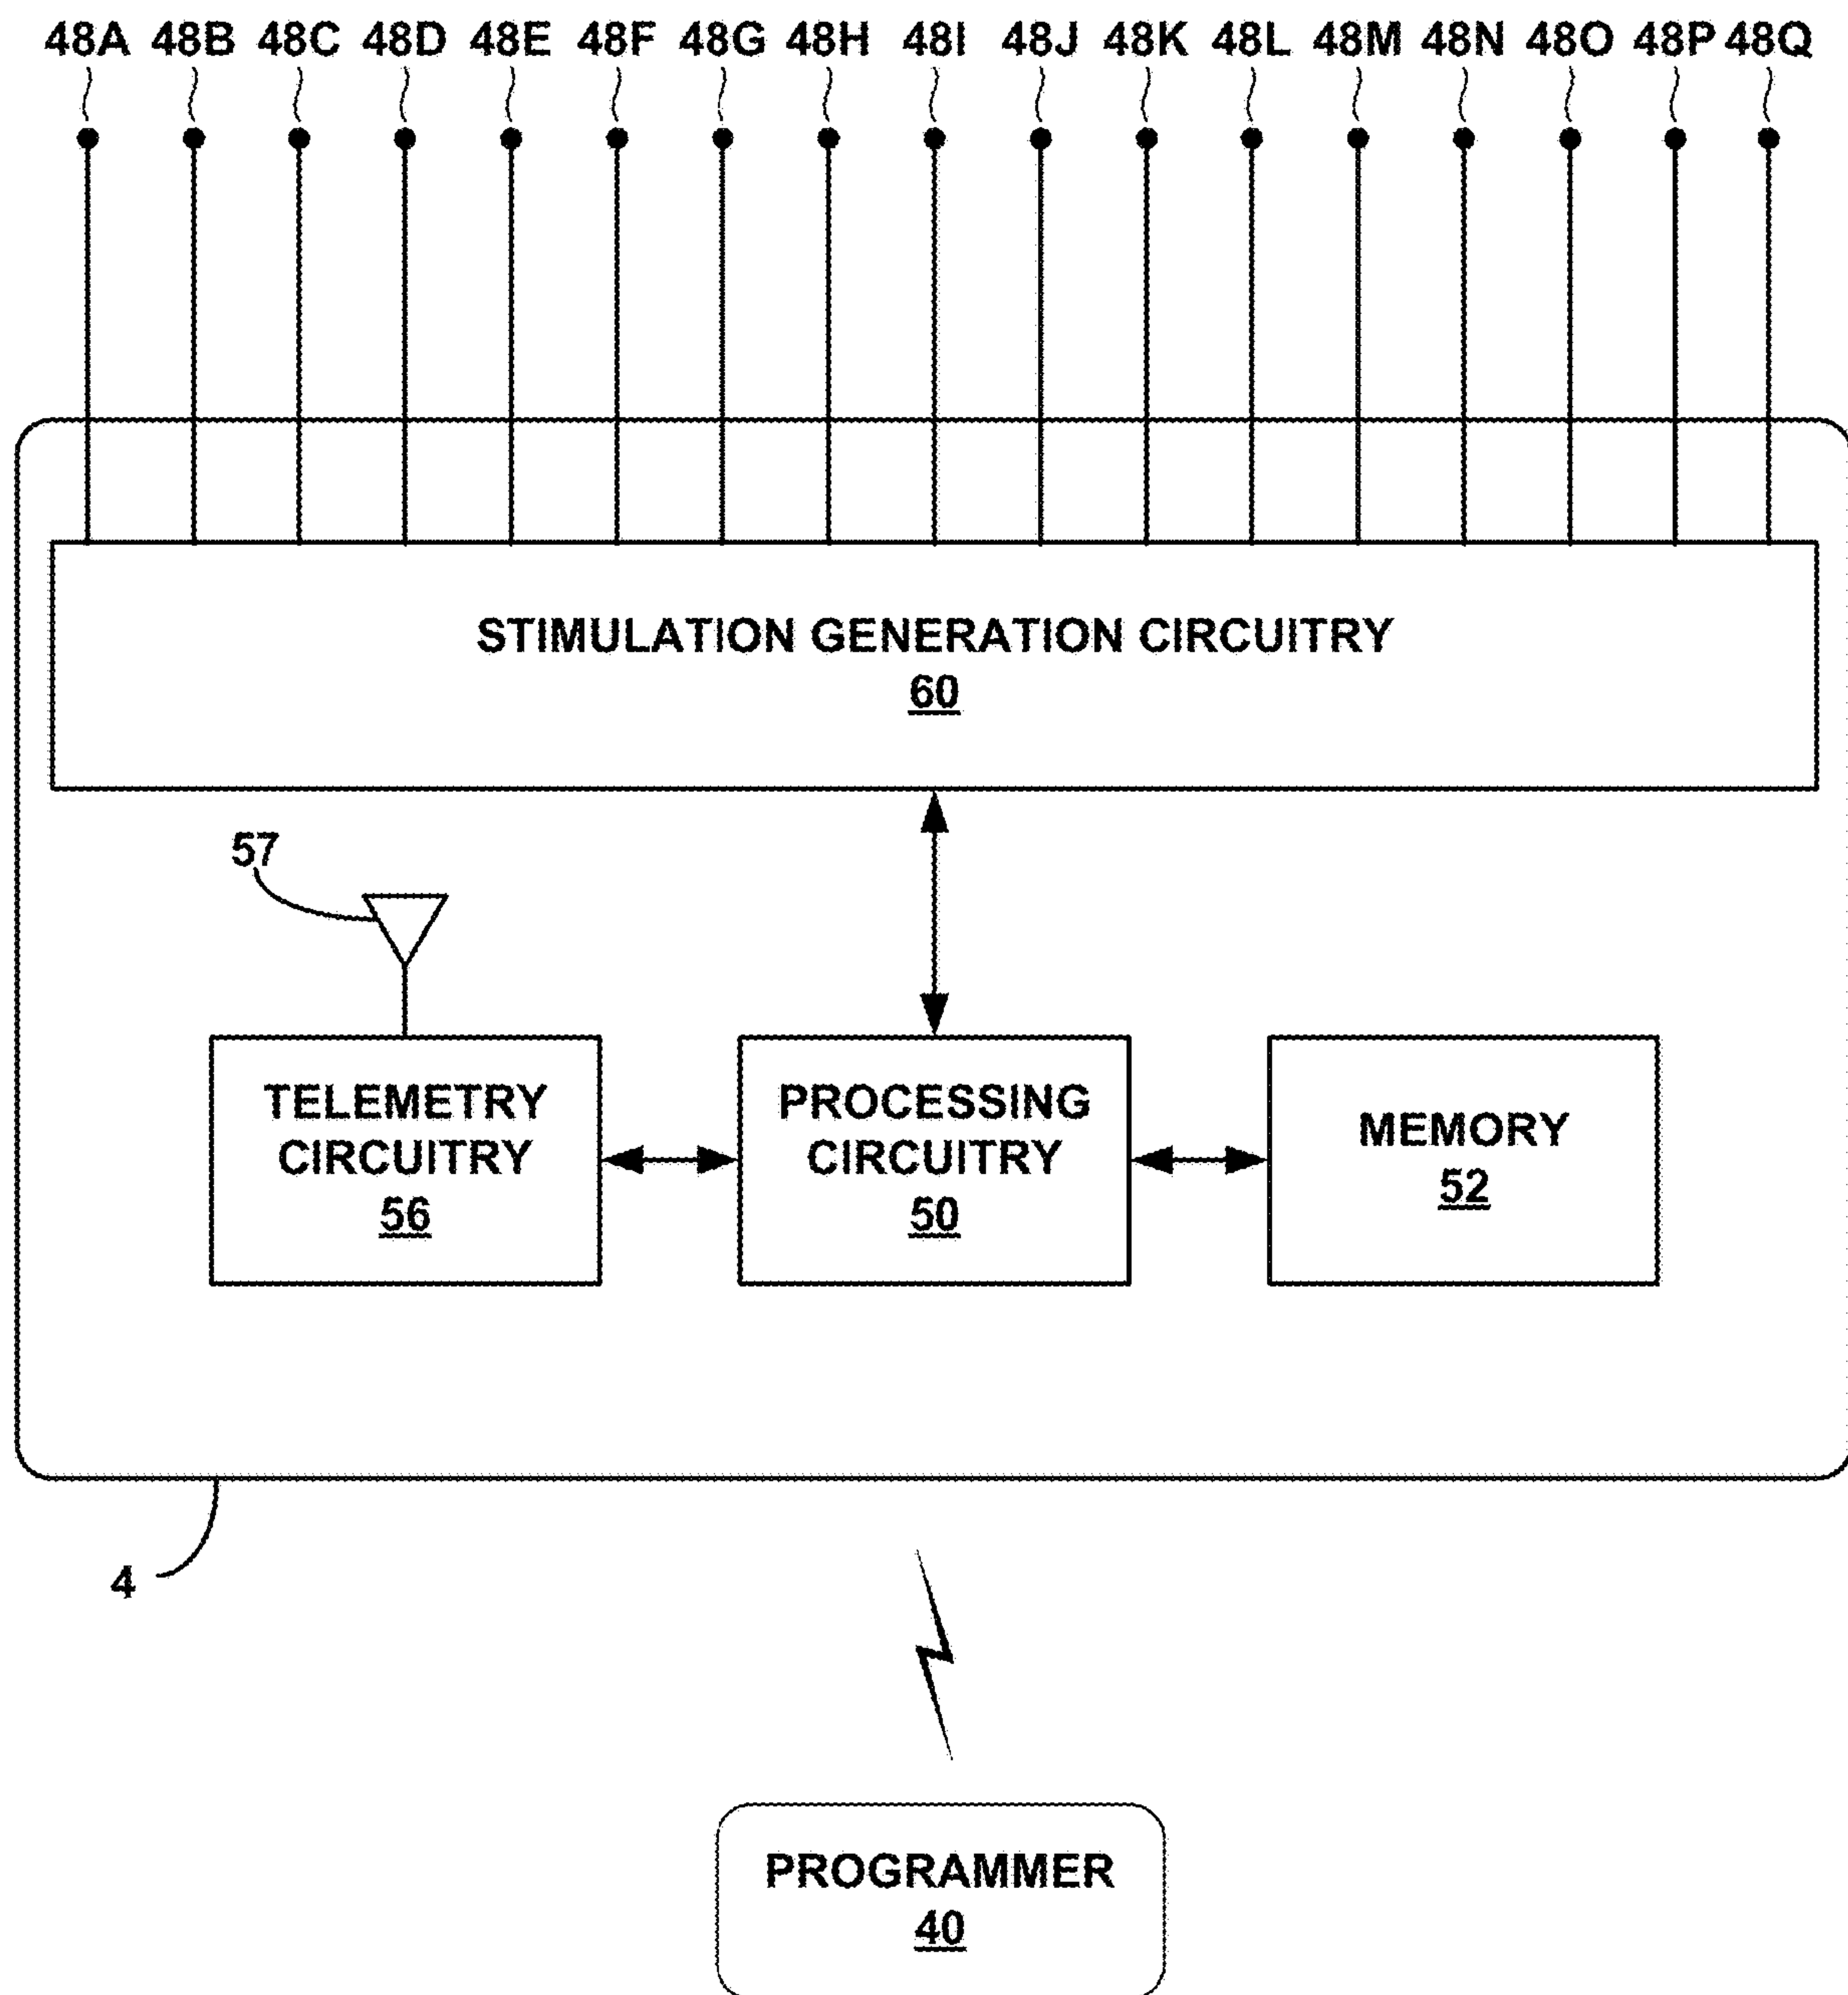 48A 48B 48C 48D 48E 48F 48G 48H 48I 48J 48K 48L 48M 48N 48O 48P 48Q
STIMULATION GENERATION CIRCUITRY
60
57
TELEMETRY
CIRCUITRY
56
PROCESSING
CIRCUITRY
50
MEMORY
52
4
PROGRAMMER
40